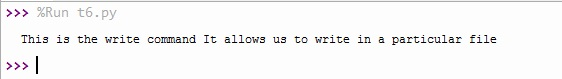 >>> %Run t6.py
This is the write command It allows us to write in a particular file
>>>